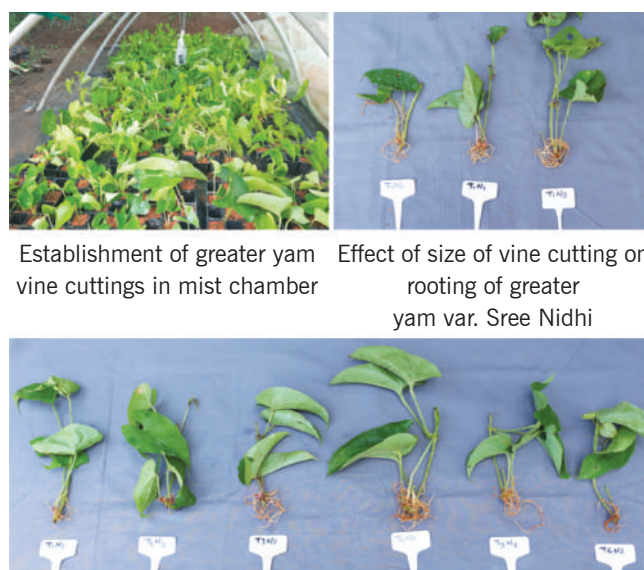 Establishment of greater yam
vine cuttings in mist chamber
Effect of size of vine cutting on
rooting of greater
yam var. Sree Nidhi